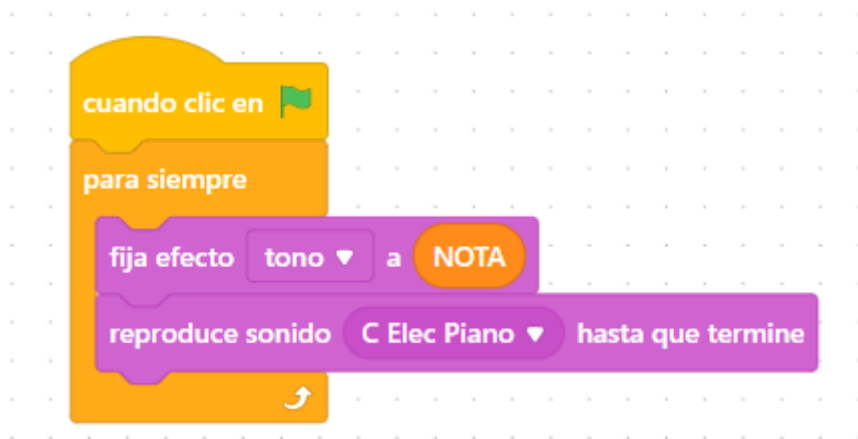 cuando clic en
para siempre
fija efecto tono a NOTA
reproduce sonido C Elec Piano hasta que termine